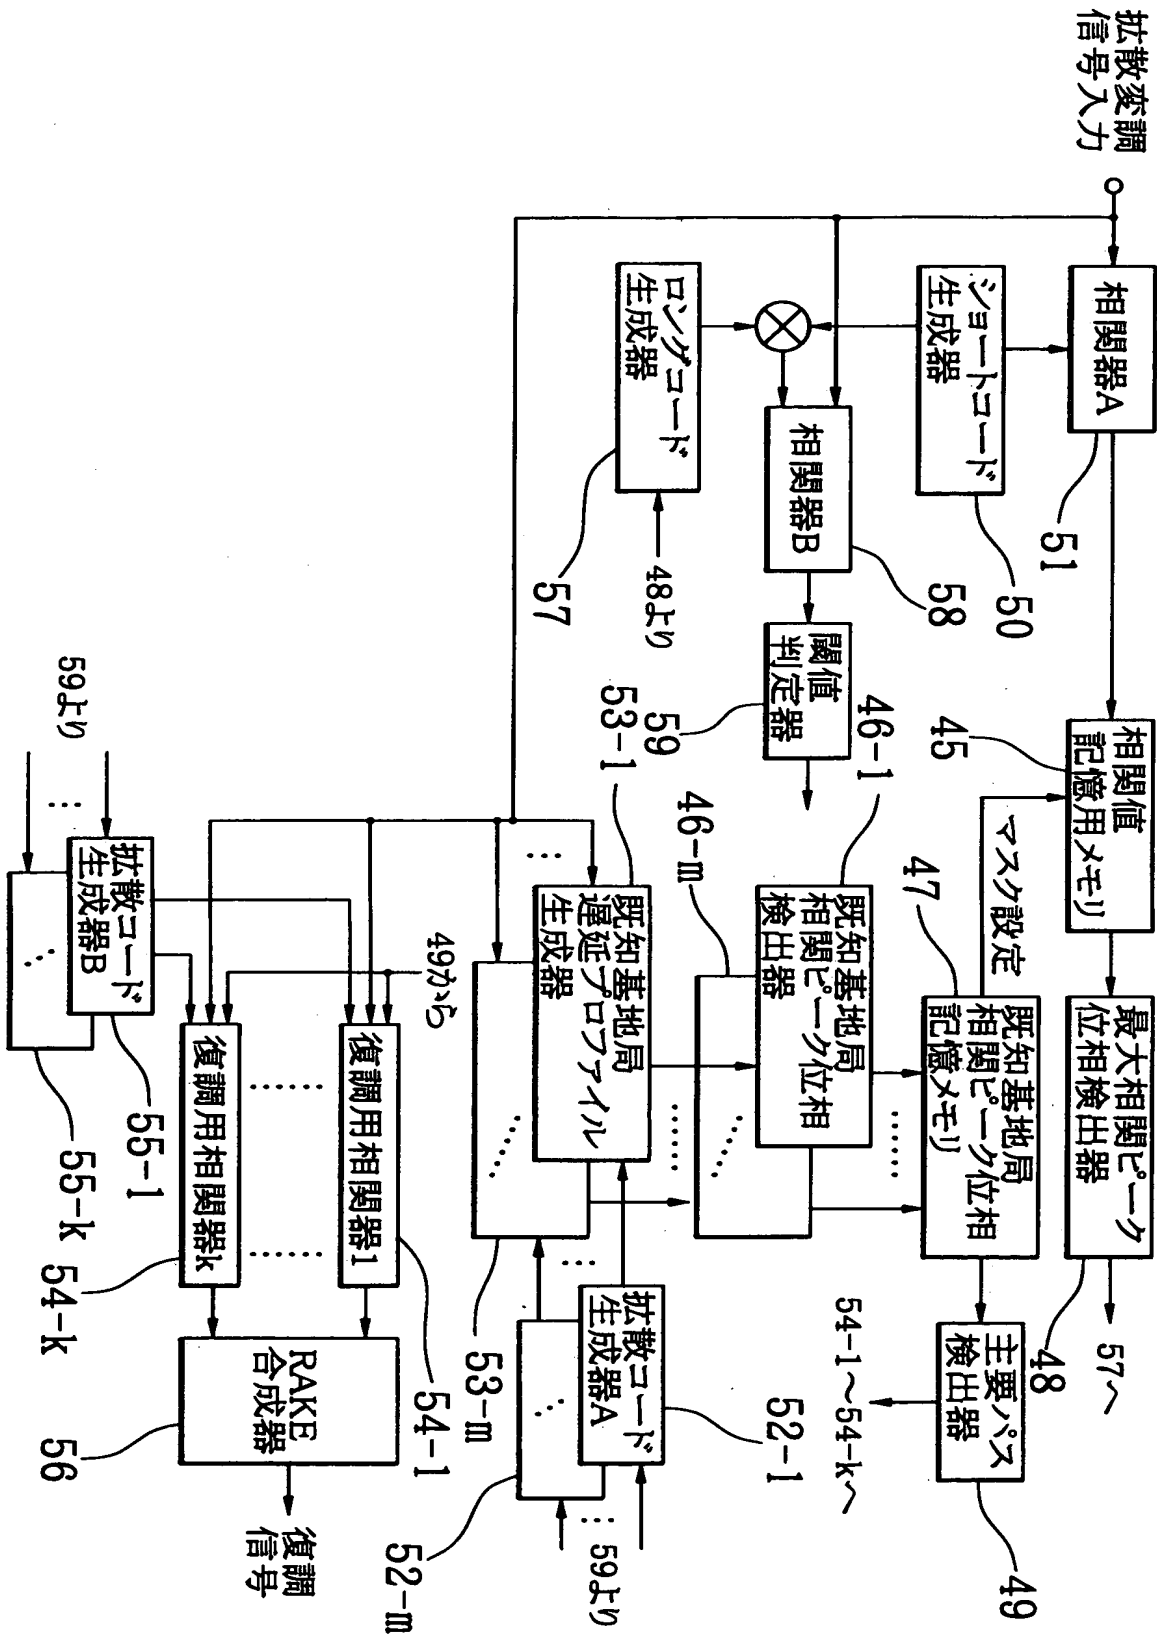 拡散変調
信号入力
相関器A
51
相関値
記憶用メモリ
45
最大相関ピーク
位相検出器
48
57へ
ショートコード
生成器
50
マスク設定
既知基地局
相関ピーク位相
記憶メモリ
47
主要パス
検出器
49
54-1〜54-kへ
相関器B
58
閾値
判定器
59
46-1
既知基地局
相関ピーク位相
検出器
46-m
ロングコード
生成器
57
48より
53-1
既知基地局
遅延プロファイル
生成器
53-m
拡散コード
生成器A
52-1
52-m
59より
49から
復調用相関器1
54-1
復調用相関器k
54-k
RAKE
合成器
56
復調
信号
59より
拡散コード
生成器B
55-1
55-k